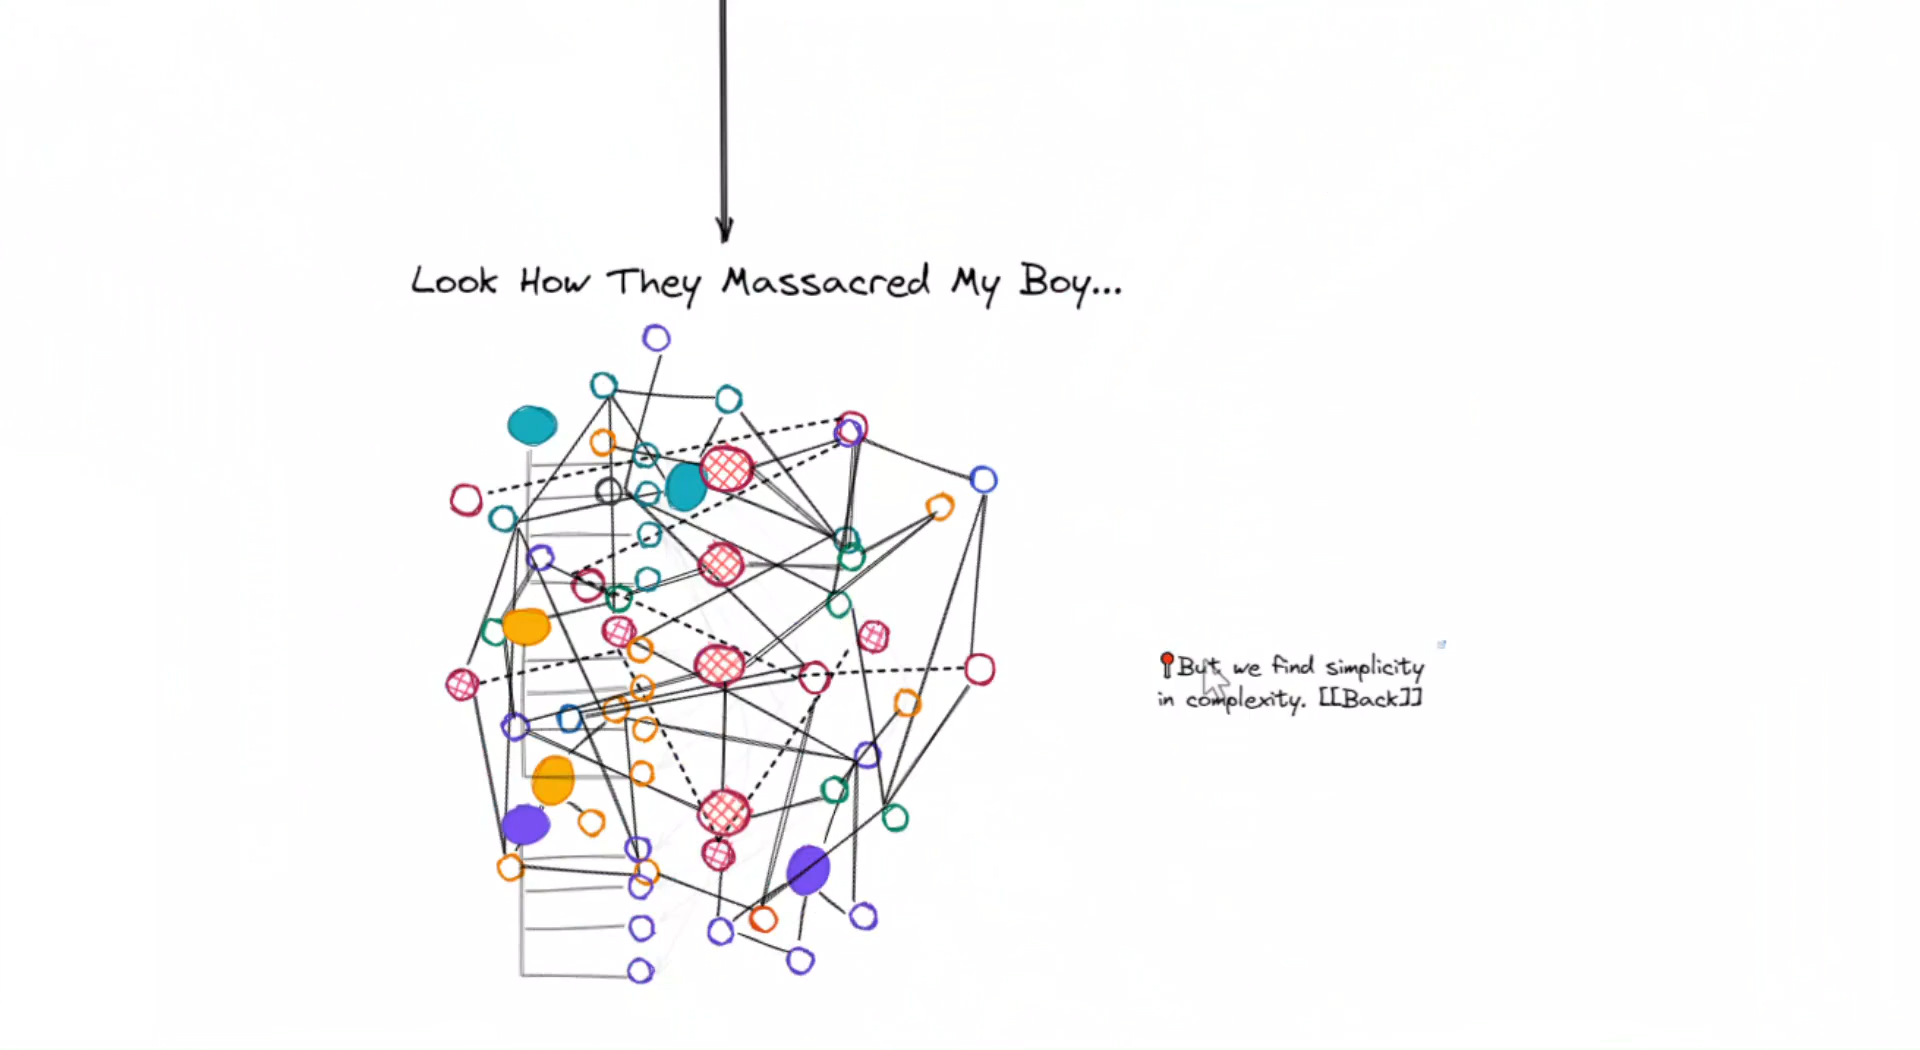 Look How They Massacred My Boy...
But we find simplicity
in complexity. [[Back]]